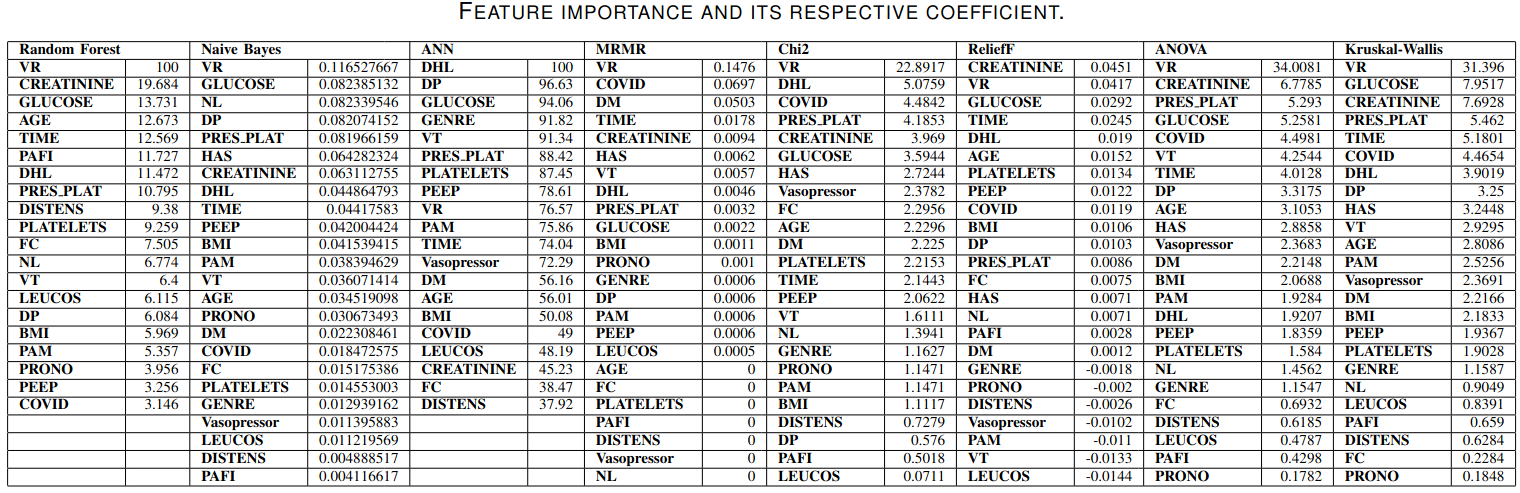 FEATURE IMPORTANCE AND ITS RESPECTIVE COEFFICIENT.
Random Forest Naive Bayes ANN MRMR Chi2 ReliefF ANOVA Kruskal-Wallis
VR 100 VR 0.116527667 DHL 100 VR 0.1476 VR 22.8917 CREATININE 0.0451 VR 34.0081 VR 31.396
CREATININE 19.684 GLUCOSE 0.082385132 DP 96.63 COVID 0.0697 DHL 5.0759 VR 0.0417 CREATININE 6.7785 GLUCOSE 7.9517
GLUCOSE 13.731 NL 0.082339546 GLUCOSE 94.06 DM 0.0503 COVID 4.4842 GLUCOSE 0.0292 PRES_PLAT 5.293 CREATININE 7.6928
AGE 12.673 DP 0.082074152 GENRE 91.82 TIME 0.0178 PRES_PLAT 4.1853 TIME 0.0245 GLUCOSE 5.2581 PRES_PLAT 5.462
TIME 12.569 PRES_PLAT 0.081966159 VT 91.34 CREATININE 0.0094 CREATININE 3.969 DHL 0.019 COVID 4.4981 TIME 5.1801
PAFI 11.727 HAS 0.064282324 PRES_PLAT 88.42 HAS 0.0062 GLUCOSE 3.5944 AGE 0.0152 VT 4.2544 COVID 4.4654
DHL 11.472 CREATININE 0.063112755 PLATELETS 87.45 VT 0.0057 HAS 2.7244 PLATELETS 0.0134 TIME 4.0128 DHL 3.9019
PRES_PLAT 10.795 DHL 0.044864793 PEEP 78.61 DHL 0.0046 Vasopressor 2.3782 PEEP 0.0122 DP 3.3175 DP 3.25
DISTENS 9.38 TIME 0.04417583 VR 76.57 PRES_PLAT 0.0032 FC 2.2956 COVID 0.0119 AGE 3.1053 HAS 3.2448
PLATELETS 9.259 PEEP 0.042004424 PAM 75.86 GLUCOSE 0.0022 AGE 2.2296 BMI 0.0106 HAS 2.8858 VT 2.9295
FC 7.505 BMI 0.041539415 TIME 74.04 BMI 0.0011 DM 2.225 DP 0.0103 Vasopressor 2.3683 AGE 2.8086
NL 6.774 PAM 0.038394629 Vasopressor 72.29 PRONO 0.001 PLATELETS 2.2153 PRES_PLAT 0.0086 DM 2.2148 PAM 2.5256
VT 6.4 VT 0.036071414 DM 56.16 GENRE 0.0006 TIME 2.1443 FC 0.0075 BMI 2.0688 Vasopressor 2.3691
LEUCOS 6.115 AGE 0.034519098 AGE 56.01 DP 0.0006 PEEP 2.0622 HAS 0.0071 PAM 1.9284 DM 2.2166
DP 6.084 PRONO 0.030673493 BMI 50.08 PAM 0.0006 VT 1.6111 NL 0.0071 DHL 1.9207 BMI 2.1833
BMI 5.969 DM 0.022308461 COVID 49 PEEP 0.0006 NL 1.3941 PAFI 0.0028 PEEP 1.8359 PEEP 1.9367
PAM 5.357 COVID 0.018472575 LEUCOS 48.19 LEUCOS 0.0005 GENRE 1.1627 DM 0.0012 PLATELETS 1.584 PLATELETS 1.9028
PRONO 3.956 FC 0.015175386 CREATININE 45.23 AGE 0 PRONO 1.1471 GENRE -0.0018 NL 1.4562 GENRE 1.1587
PEEP 3.256 PLATELETS 0.014553003 FC 38.47 FC 0 PAM 1.1471 PRONO -0.002 GENRE 1.1547 NL 0.9049
COVID 3.146 GENRE 0.012939162 DISTENS 37.92 PLATELETS 0 BMI 1.1117 DISTENS -0.0026 FC 0.6932 LEUCOS 0.8391
Vasopressor 0.011395883 PAFI 0 DISTENS 0.7279 Vasopressor -0.0102 DISTENS 0.6185 PAFI 0.659
LEUCOS 0.011219569 DISTENS 0 DP 0.576 PAM -0.011 LEUCOS 0.4787 DISTENS 0.6284
DISTENS 0.004888517 Vasopressor 0 PAFI 0.5018 VT -0.0133 PAFI 0.4298 FC 0.2284
PAFI 0.004116617 NL 0 LEUCOS 0.0711 LEUCOS -0.0144 PRONO 0.1782 PRONO 0.1848